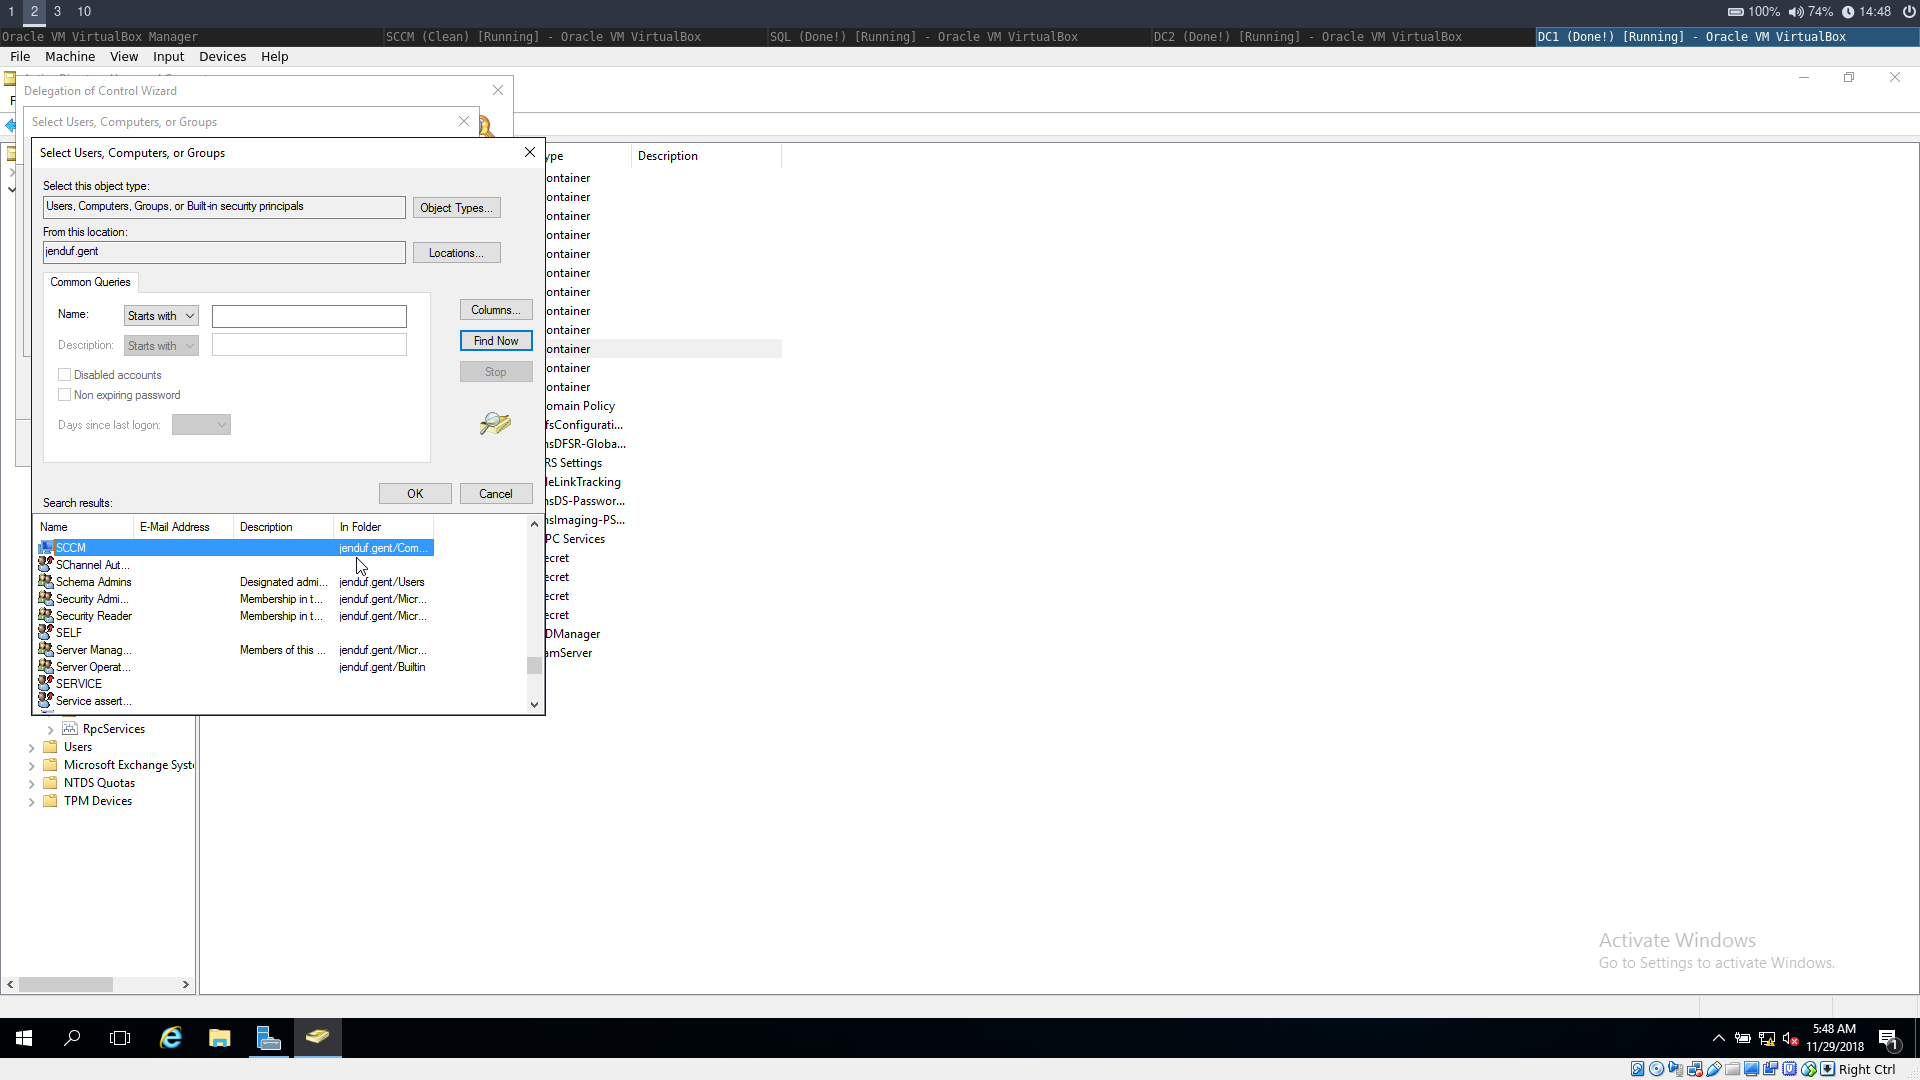 1 2 3 10
100% 74% 14:48
Oracle VM VirtualBox Manager
SCCM (Clean) [Running] - Oracle VM VirtualBox
SQL (Done!) [Running] - Oracle VM VirtualBox
DC2 (Done!) [Running] - Oracle VM VirtualBox
DC1 (Done!) [Running] - Oracle VM VirtualBox
File Machine View Input Devices Help
Delegation of Control Wizard
Select Users, Computers, or Groups
Select Users, Computers, or Groups
Select this object type:
Users, Computers, Groups, or Built-in security principals
Object Types...
From this location:
jenduf.gent
Locations...
Common Queries
Name: Starts with
Description: Starts with
Disabled accounts
Non expiring password
Days since last logon:
Columns...
Find Now
Stop
OK
Cancel
Search results:
Name E-Mail Address Description In Folder
SCCM jenduf.gent/Com...
SChannel Aut...
Schema Admins Designated admi... jenduf.gent/Users
Security Admi... Membership in t... jenduf.gent/Micr...
Security Reader Membership in t... jenduf.gent/Micr...
SELF
Server Manag... Members of this ... jenduf.gent/Micr...
Server Operat... jenduf.gent/Builtin
SERVICE
Service assert...
ype Description
ontainer
ontainer
ontainer
ontainer
ontainer
ontainer
ontainer
ontainer
ontainer
ontainer
ontainer
ontainer
omain Policy
fsConfigurati...
nsDFSR-Globa...
RS Settings
leLinkTracking
nsDS-Passwor...
nsImaging-PS...
PC Services
ecret
ecret
ecret
ecret
DManager
amServer
RpcServices
Users
Microsoft Exchange Syst
NTDS Quotas
TPM Devices
Activate Windows
Go to Settings to activate Windows.
5:48 AM
11/29/2018
1
Right Ctrl